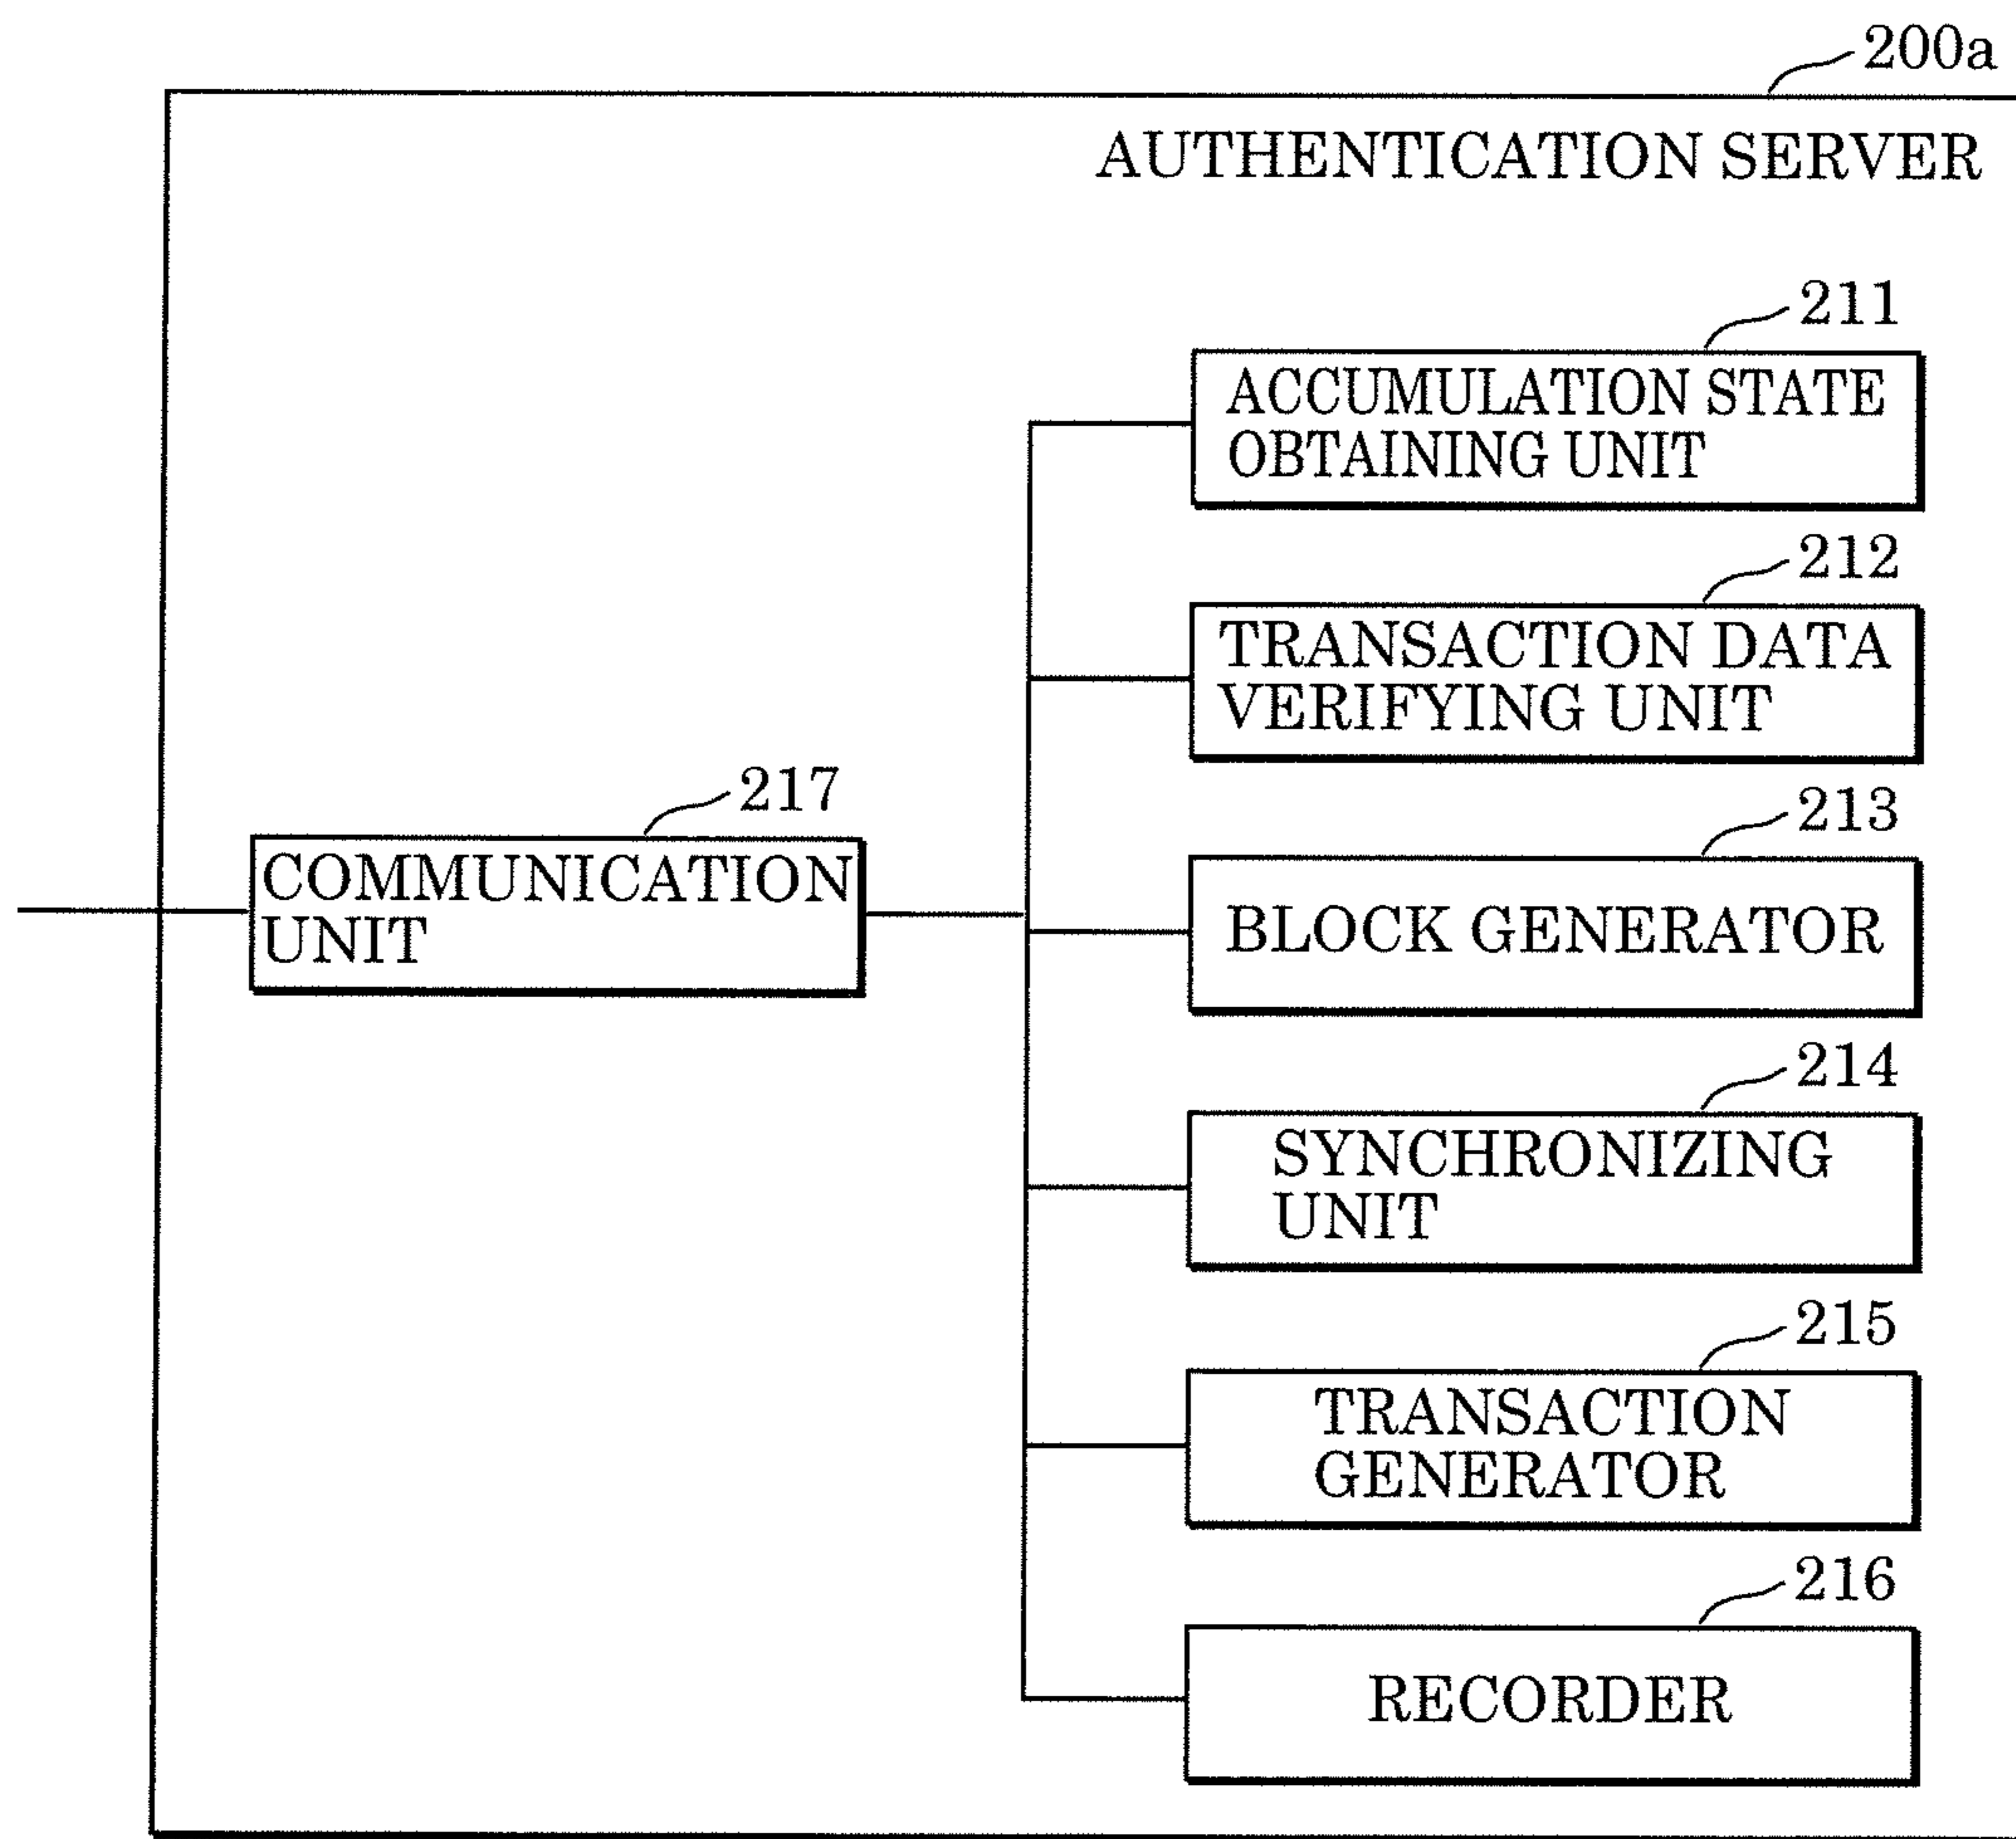 200a
AUTHENTICATION SERVER
211
ACCUMULATION STATE
OBTAINING UNIT
212
TRANSACTION DATA
VERIFYING UNIT
217
COMMUNICATION
UNIT
213
BLOCK GENERATOR
214
SYNCHRONIZING
UNIT
215
TRANSACTION
GENERATOR
216
RECORDER